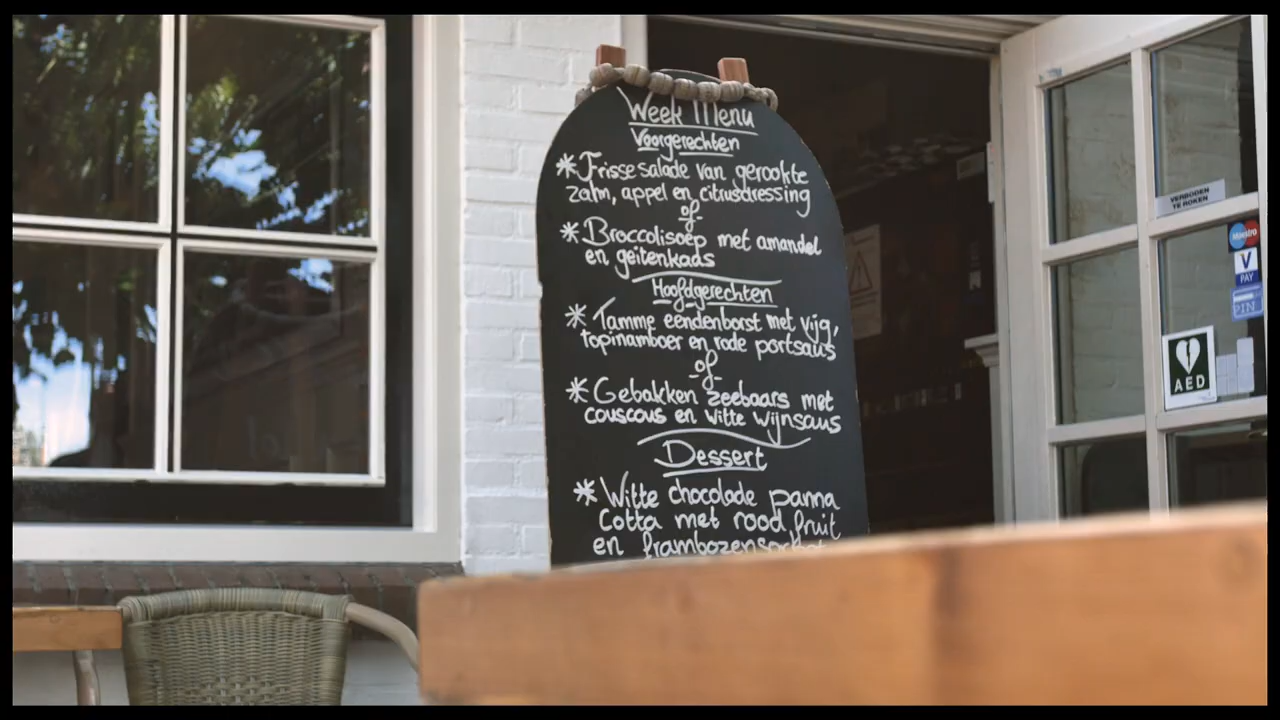 Week Menu
Voorgerechten
*Frisse salade van gerookte
zalm, appel en citrusdressing
-of-
*Broccolisoep met amandel
en geitenkaas
Hoofdgerechten
*Tamme eendenborst met vijg,
topinamboer en rode portsaus
-of-
*Gebakken zeebaars met
couscous en witte wijnsaus
Dessert
*Witte chocolade panna
Cotta met rood fruit
en frambozensorbet
VERBODEN
TE ROKEN
Maestro
V
PAY
PIN
AED